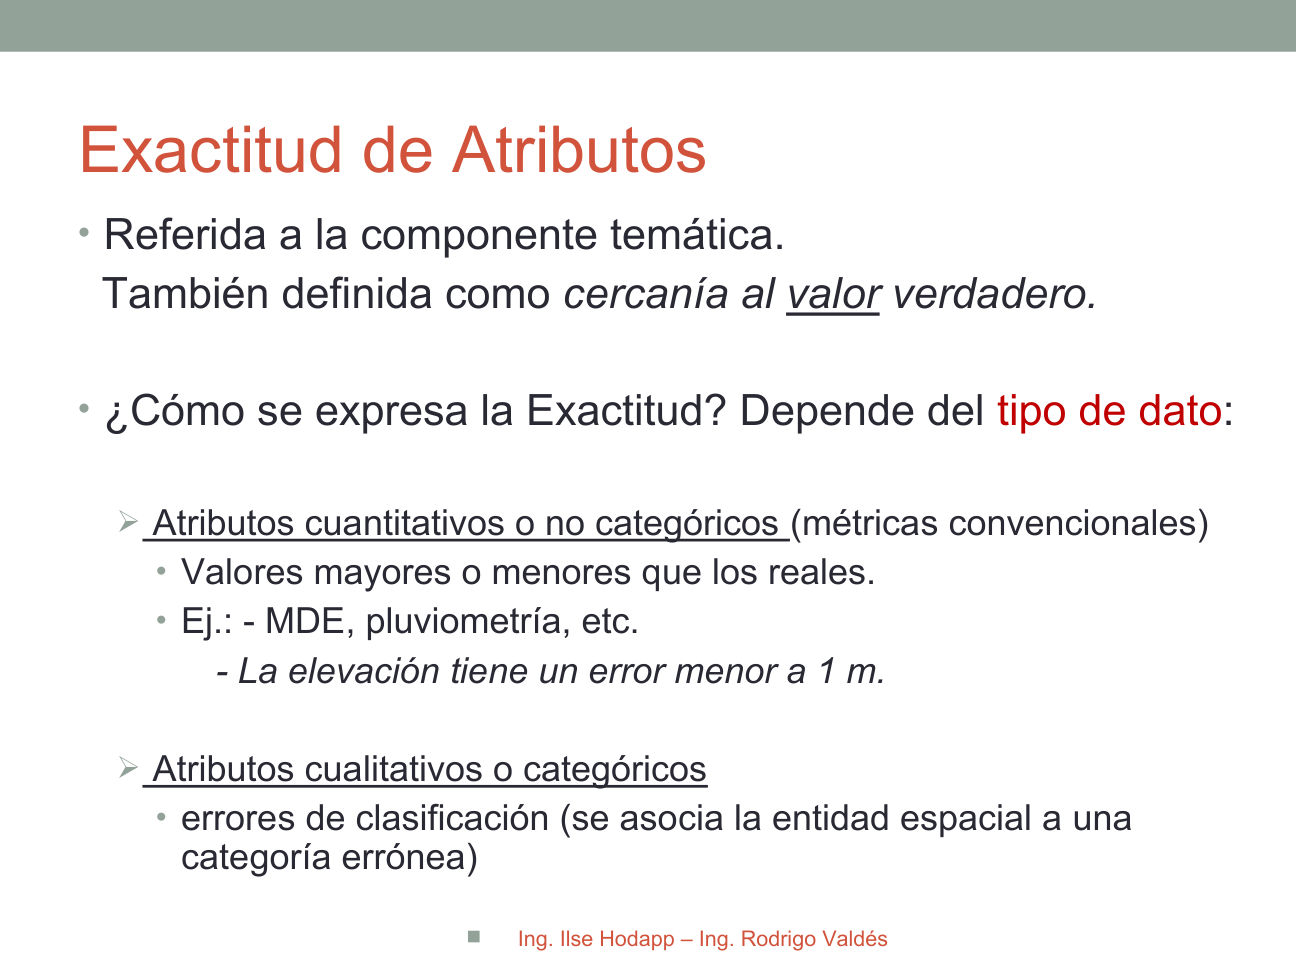 Exactitud de Atributos
• Referida a la componente temática.
También definida como cercanía al valor verdadero.
• ¿Cómo se expresa la Exactitud? Depende del tipo de dato:
➢ Atributos cuantitativos o no categóricos (métricas convencionales)
• Valores mayores o menores que los reales.
• Ej.: - MDE, pluviometría, etc.
- La elevación tiene un error menor a 1 m.
➢ Atributos cualitativos o categóricos
• errores de clasificación (se asocia la entidad espacial a una
categoría errónea)
■ Ing. Ilse Hodapp – Ing. Rodrigo Valdés